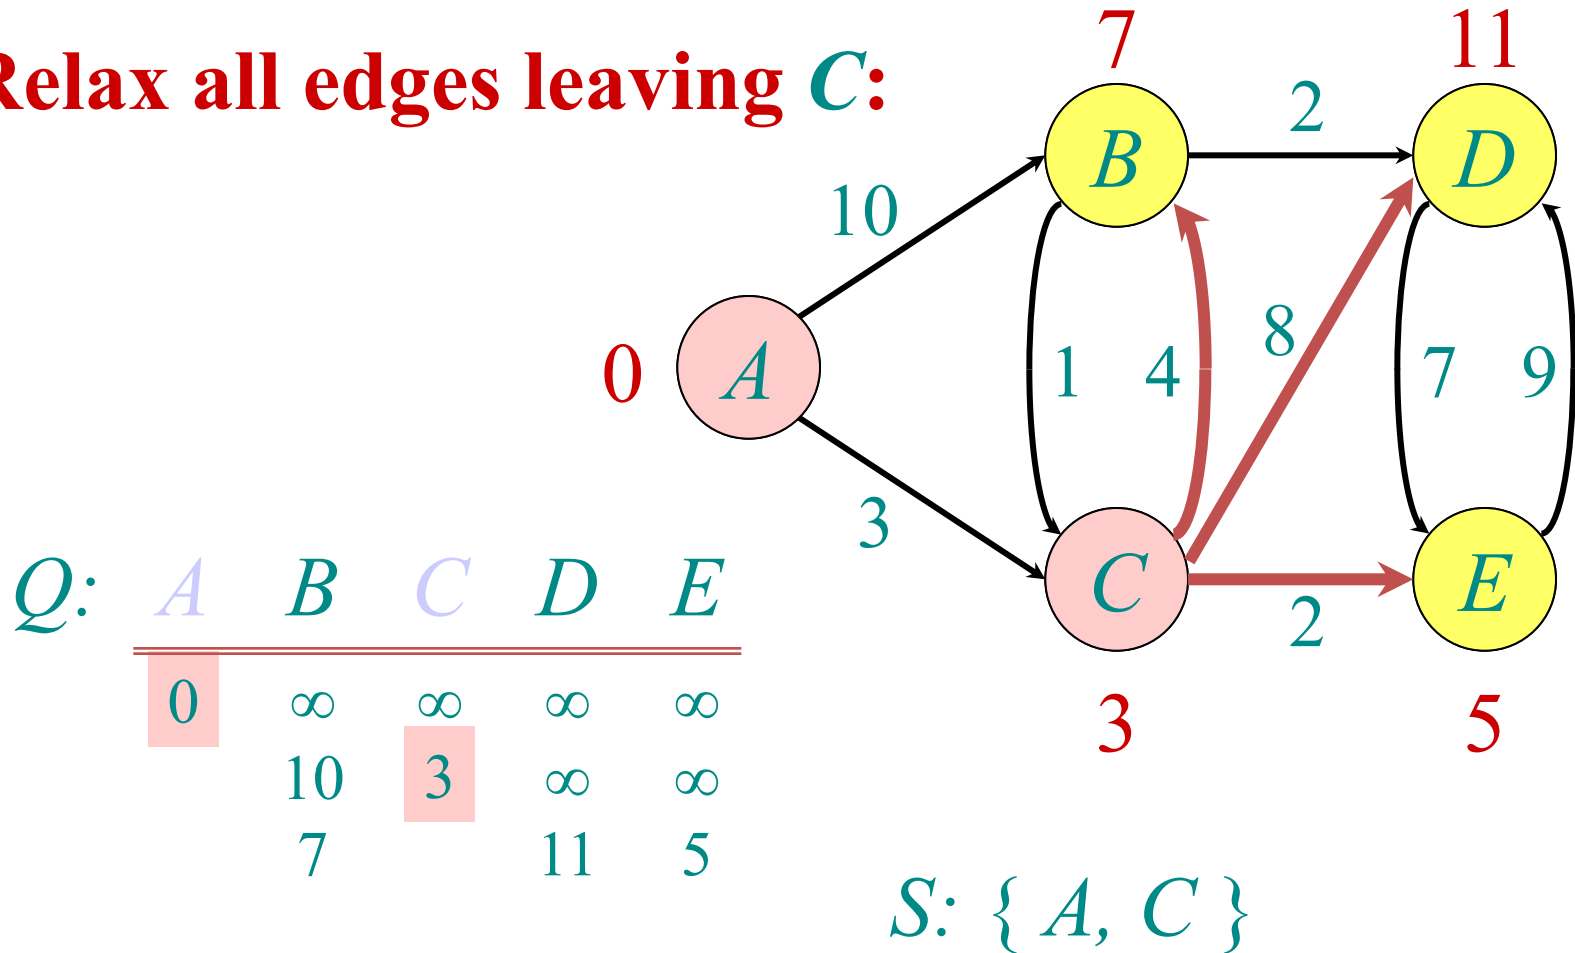 Relax all edges leaving C:
7
11
B
2
D
10
A
0
1
4
8
7
9
3
C
2
E
3
5
Q: A B C D E
0 ∞ ∞ ∞ ∞
10 3 ∞ ∞
7 11 5
S: { A, C }